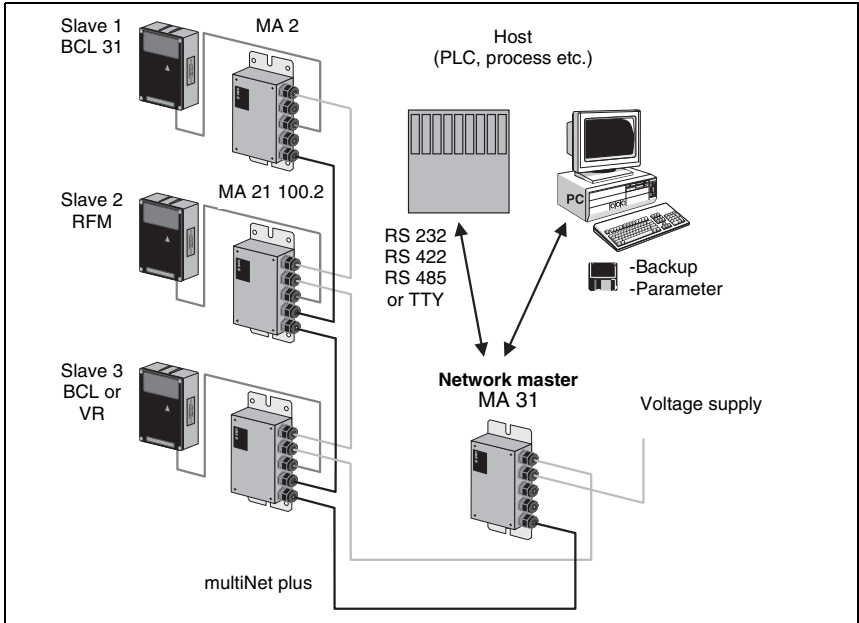 Slave 1
BCL 31
MA 2
Host
(PLC, process etc.)
Slave 2
RFM
MA 21 100.2
PC
RS 232
RS 422
RS 485
or TTY
-Backup
-Parameter
Slave 3
BCL or
VR
Network master
MA 31
Voltage supply
multiNet plus